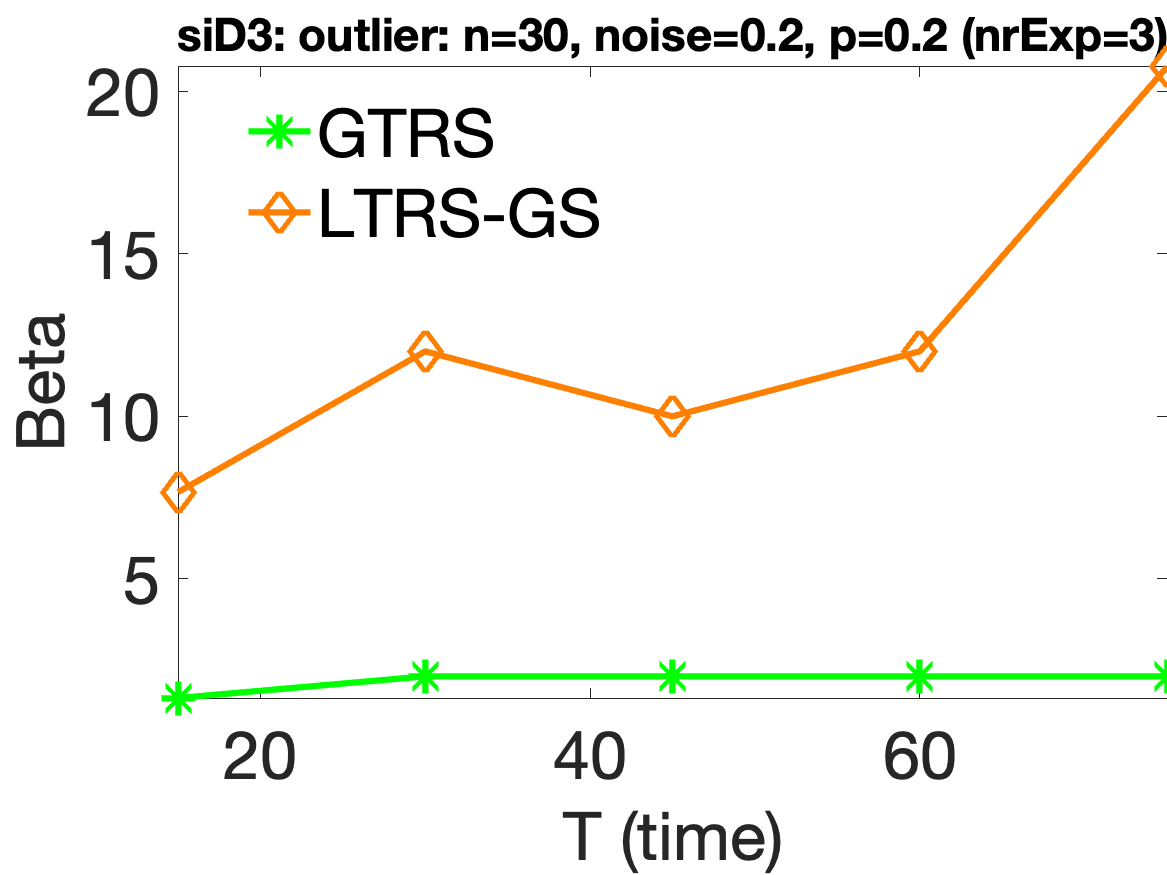 siD3: outlier: n=30, noise=0.2, p=0.2 (nrExp=3)
20
GTRS
LTRS-GS
15
Beta
10
5
20 40 60
T (time)